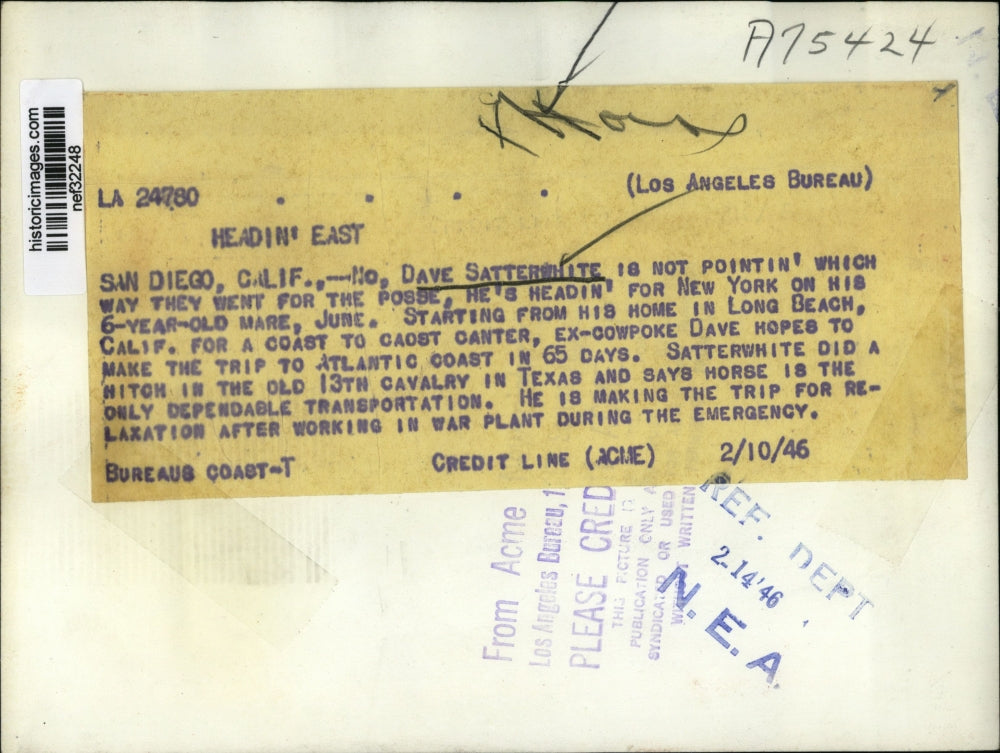 A75424
historicimages.com
nef32248
LA 24780 . . . . (LOS ANGELES BUREAU)
HEADIN' EAST
SAN DIEGO, CALIF.,--NO, DAVE SATTERWHITE IS NOT POINTIN' WHICH
WAY THEY WENT FOR THE POSSE, HE'S HEADIN' FOR NEW YORK ON HIS
6-YEAR-OLD MARE, JUNE. STARTING FROM HIS HOME IN LONG BEACH,
CALIF. FOR A COAST TO CAOST CANTER, EX-COWPOKE DAVE HOPES TO
MAKE THE TRIP TO ATLANTIC COAST IN 65 DAYS. SATTERWHITE DID A
HITCH IN THE OLD 13TH CAVALRY IN TEXAS AND SAYS HORSE IS THE
ONLY DEPENDABLE TRANSPORTATION. HE IS MAKING THE TRIP FOR RE-
LAXATION AFTER WORKING IN WAR PLANT DURING THE EMERGENCY.
BUREAUS COAST-T CREDIT LINE (ACME) 2/10/46
From Acme
Los Angeles Bureau, 1
PLEASE CRED
THIS PICTURE IS
PUBLICATION ONLY A
SYNDICATED OR USED
WRITTEN
REF. DEPT
2.14'46
N. E. A.